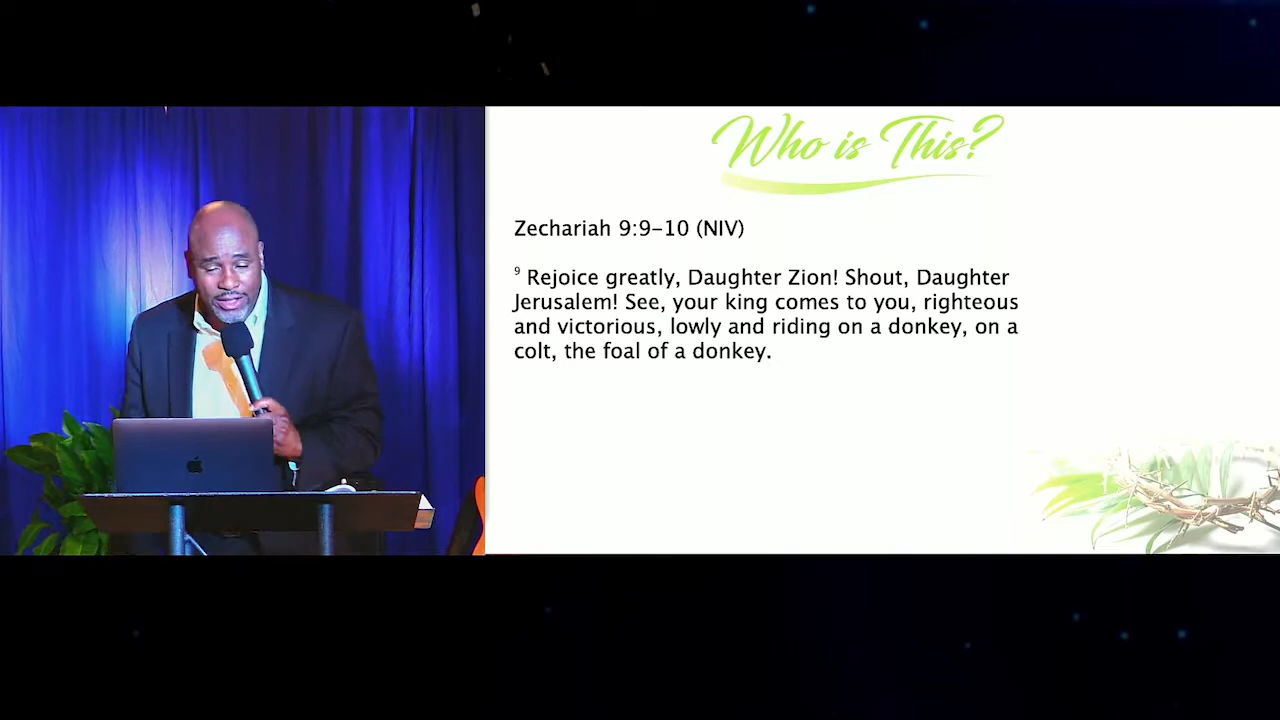 Who is This?
Zechariah 9:9-10 (NIV)
9 Rejoice greatly, Daughter Zion! Shout, Daughter
Jerusalem! See, your king comes to you, righteous
and victorious, lowly and riding on a donkey, on a
colt, the foal of a donkey.